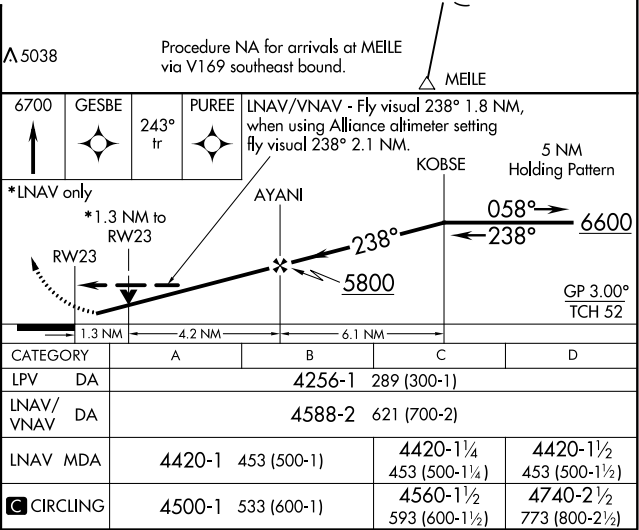 5038
Procedure NA for arrivals at MEILE
via V169 southeast bound.
MEILE
6700
GESBE
243°
tr
PUREE
LNAV/VNAV - Fly visual 238° 1.8 NM,
when using Alliance altimeter setting
fly visual 238° 2.1 NM.
KOBSE
5 NM
Holding Pattern
*LNAV only
AYANI
*1.3 NM to
RW23
RW23
058°
238°
6600
238°
5800
GP 3.00°
TCH 52
1.3 NM
4.2 NM
6.1 NM
CATEGORY A B C D
LPV DA 4256-1 289 (300-1)
LNAV/
VNAV DA 4588-2 621 (700-2)
LNAV MDA 4420-1 453 (500-1) 4420-1¼ 4420-1½
453 (500-1¼) 453 (500-1½)
C CIRCLING 4500-1 533 (600-1) 4560-1½ 4740-2½
593 (600-1½) 773 (800-2½)